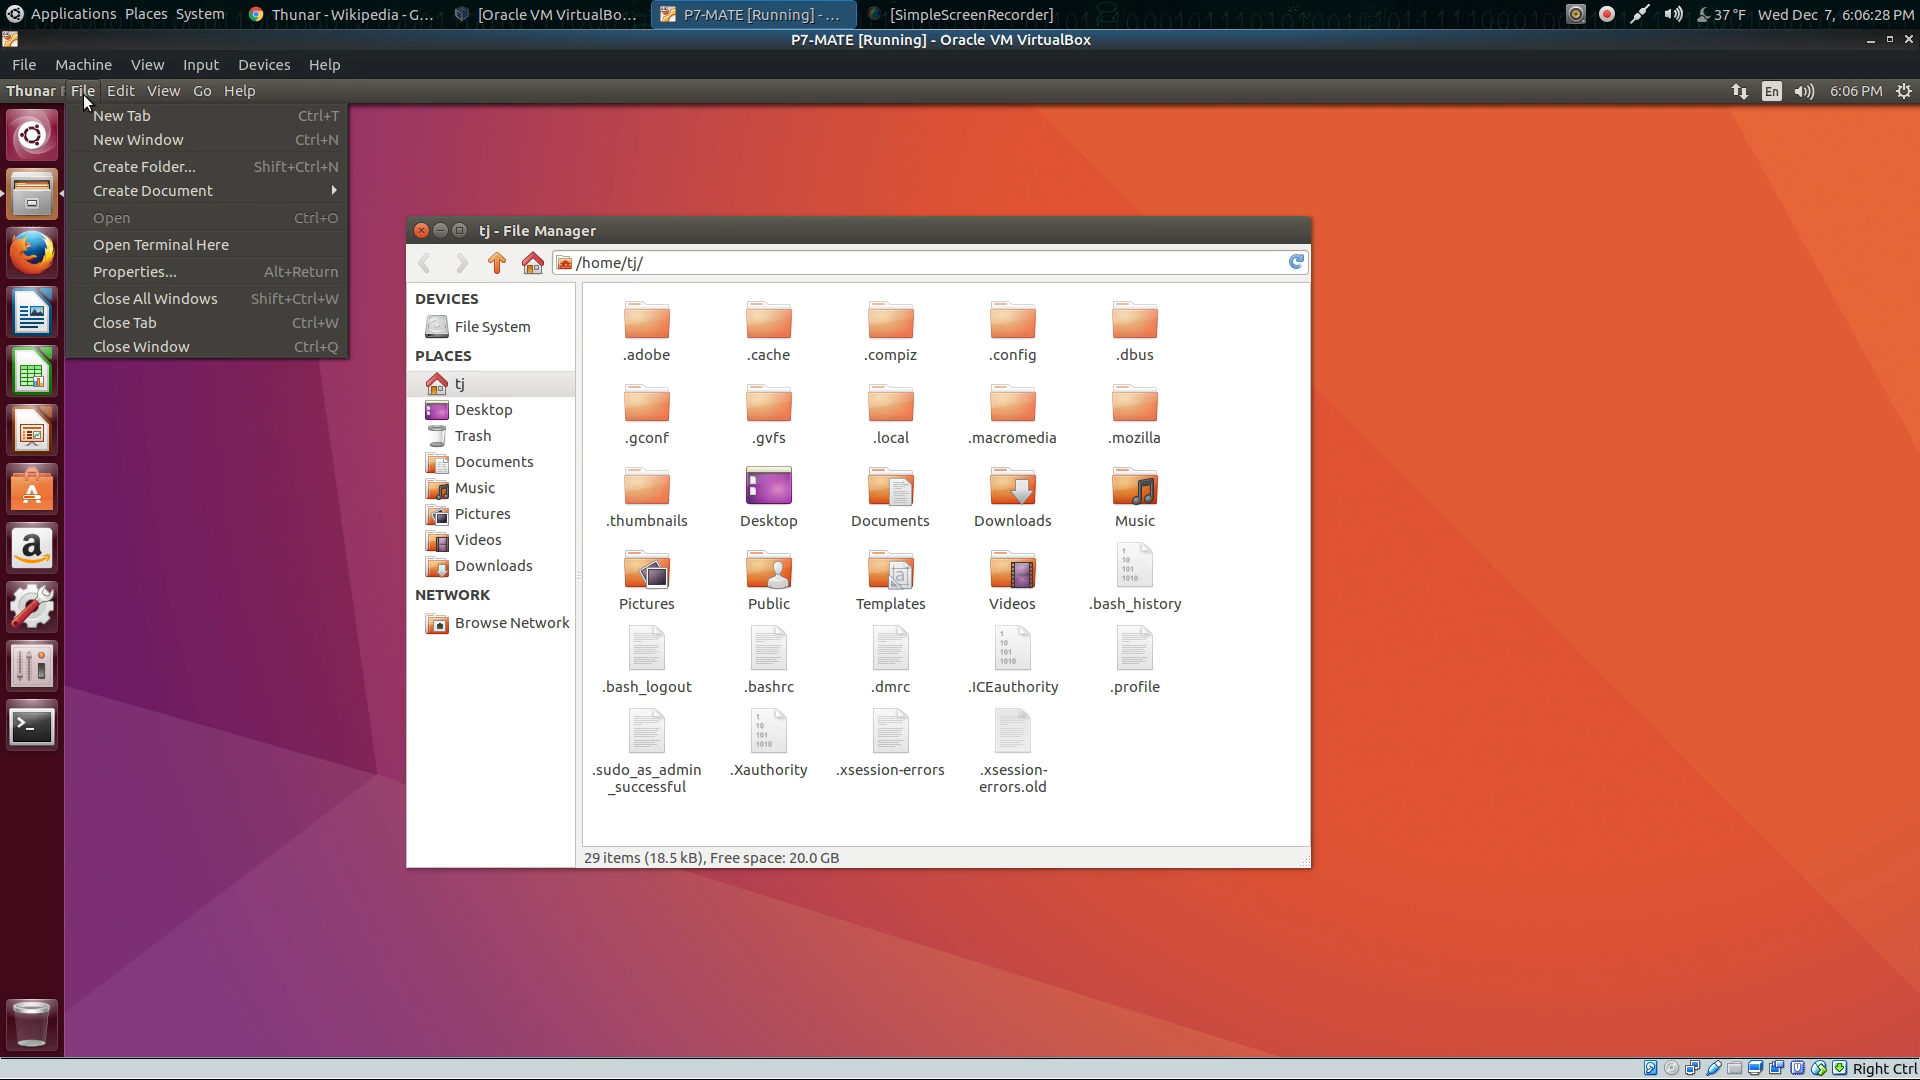 Applications Places System Thunar - Wikipedia - G... [Oracle VM VirtualBo... P7-MATE [Running] - ... [SimpleScreenRecorder] 37 °F Wed Dec 7, 6:06:28 PM
P7-MATE [Running] - Oracle VM VirtualBox
File Machine View Input Devices Help
Thunar File Edit View Go Help En 6:06 PM
New Tab Ctrl+T
New Window Ctrl+N
Create Folder... Shift+Ctrl+N
Create Document
Open Ctrl+O
Open Terminal Here
Properties... Alt+Return
Close All Windows Shift+Ctrl+W
Close Tab Ctrl+W
Close Window Ctrl+Q
tj - File Manager
/home/tj/
DEVICES
File System
PLACES
tj
Desktop
Trash
Documents
Music
Pictures
Videos
Downloads
NETWORK
Browse Network
.adobe .cache .compiz .config .dbus
.gconf .gvfs .local .macromedia .mozilla
.thumbnails Desktop Documents Downloads Music
Pictures Public Templates Videos .bash_history
.bash_logout .bashrc .dmrc .ICEauthority .profile
.sudo_as_admin .Xauthority .xsession-errors .xsession-
_successful errors.old
29 items (18.5 kB), Free space: 20.0 GB
Right Ctrl